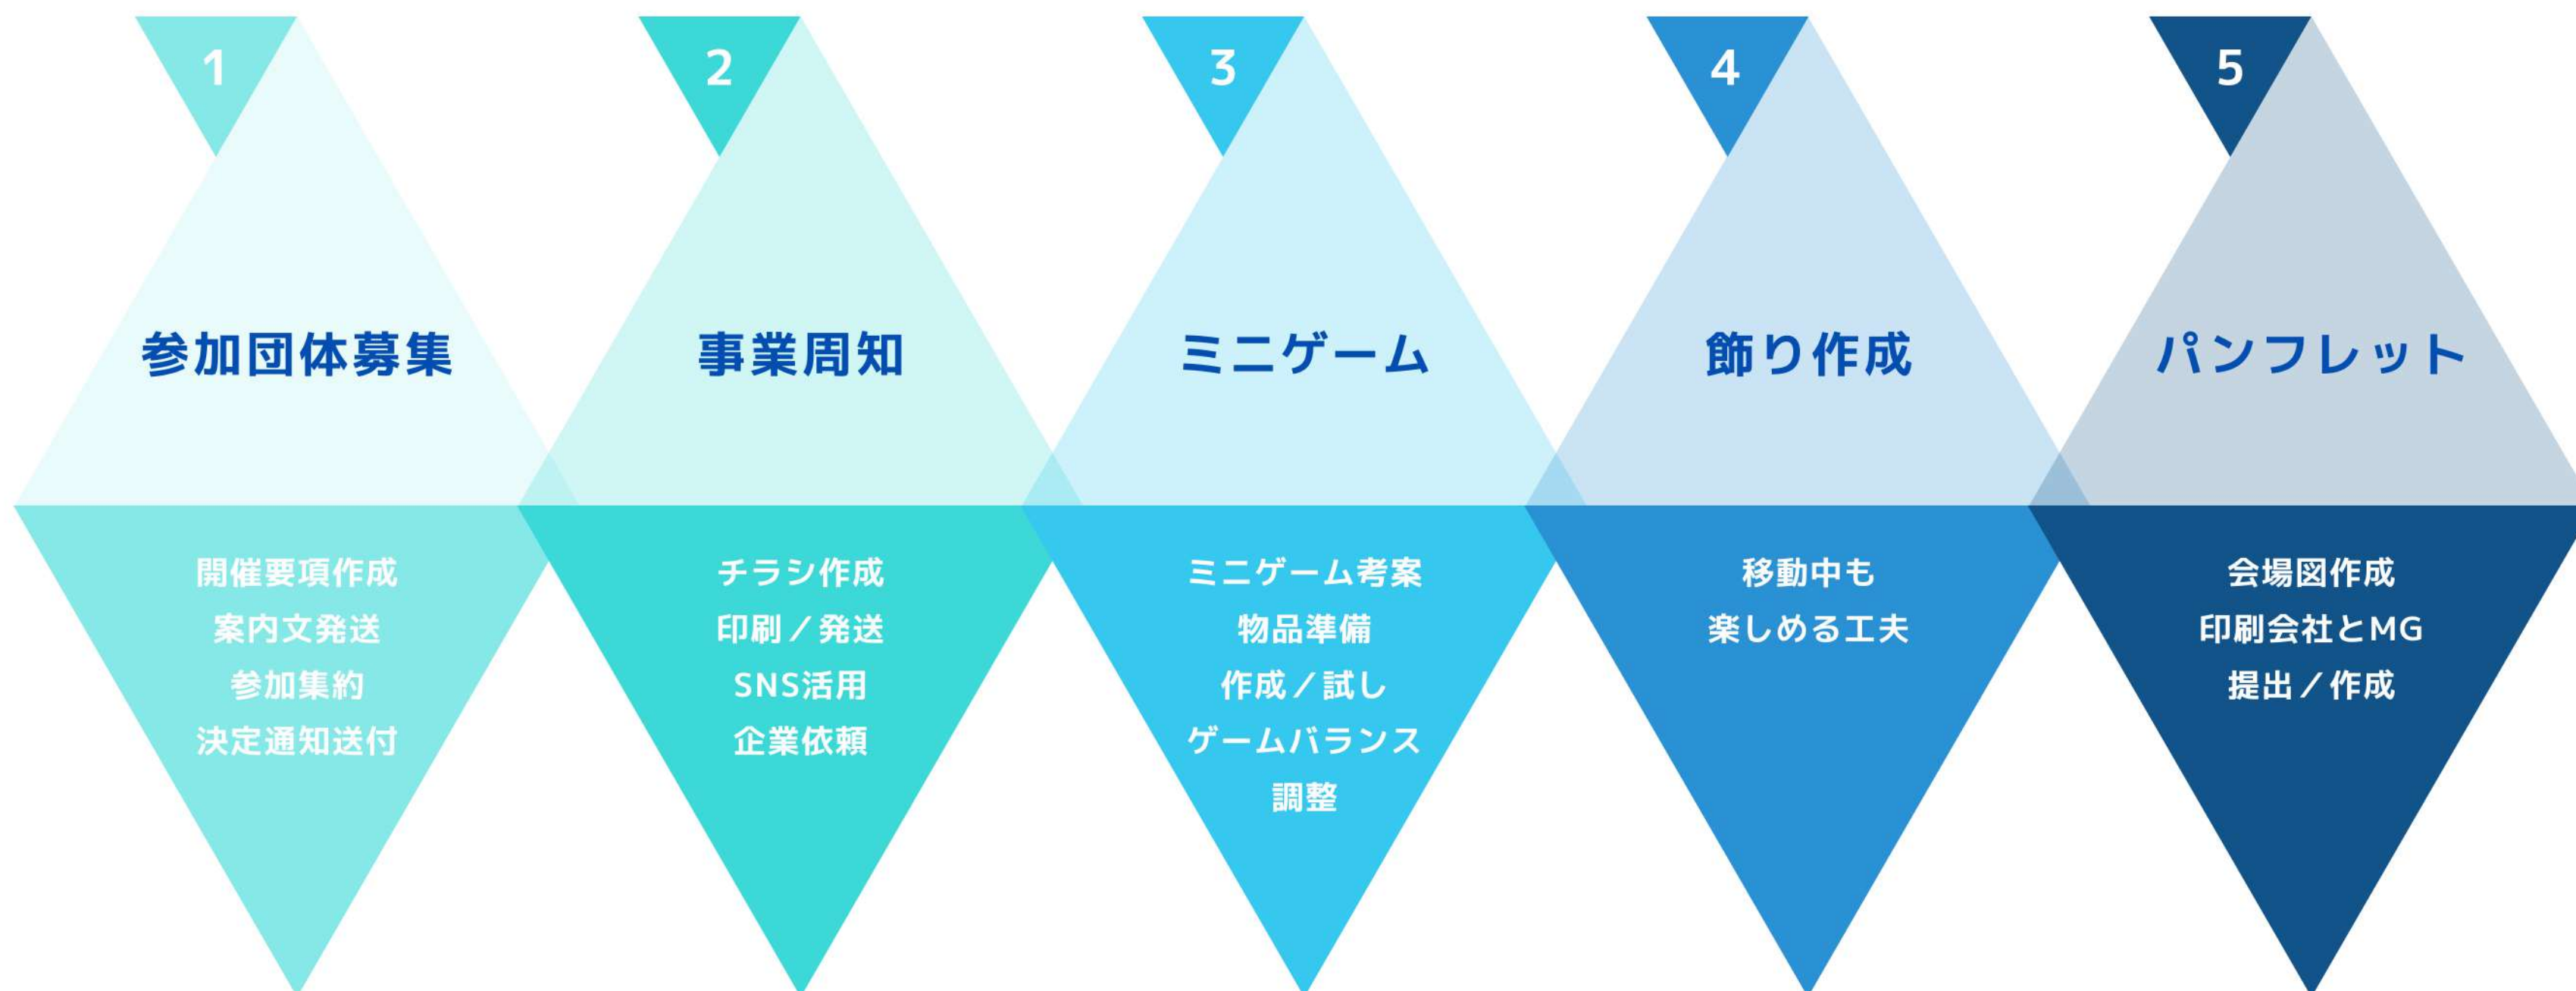 1
参加団体募集
開催要項作成
案内文発送
参加集約
決定通知送付
2
事業周知
チラシ作成
印刷／発送
SNS活用
企業依頼
3
ミニゲーム
ミニゲーム考案
物品準備
作成／試し
ゲームバランス
調整
4
飾り作成
移動中も
楽しめる工夫
5
パンフレット
会場図作成
印刷会社とMG
提出／作成